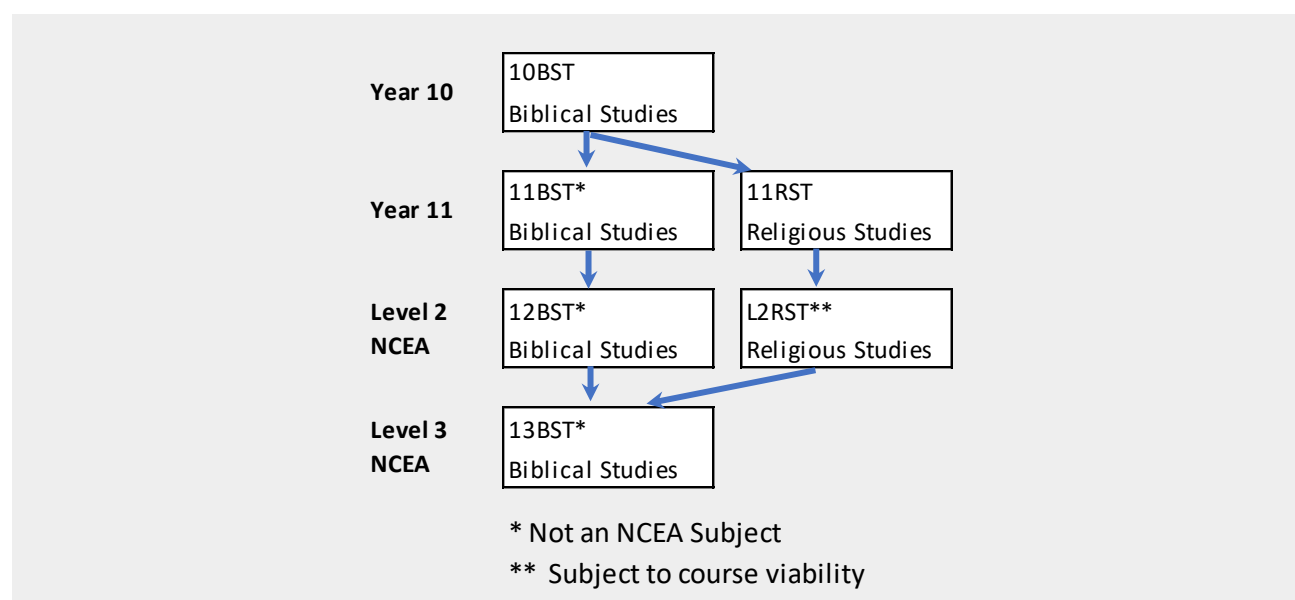 Year 10
10BST
Biblical Studies
Year 11
11BST*
Biblical Studies
11RST
Religious Studies
Level 2
NCEA
12BST*
Biblical Studies
L2RST**
Religious Studies
Level 3
NCEA
13BST*
Biblical Studies
* Not an NCEA Subject
** Subject to course viability